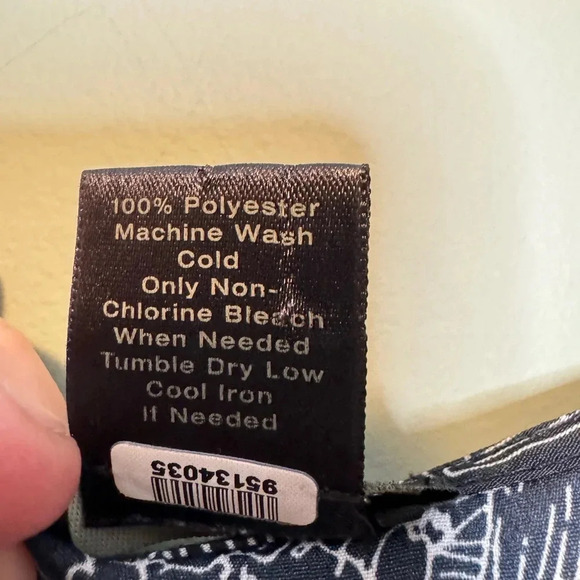 100% Polyester
Machine Wash
Cold
Only Non-
Chlorine Bleach
When Needed
Tumble Dry Low
Cool Iron
If Needed
95134035